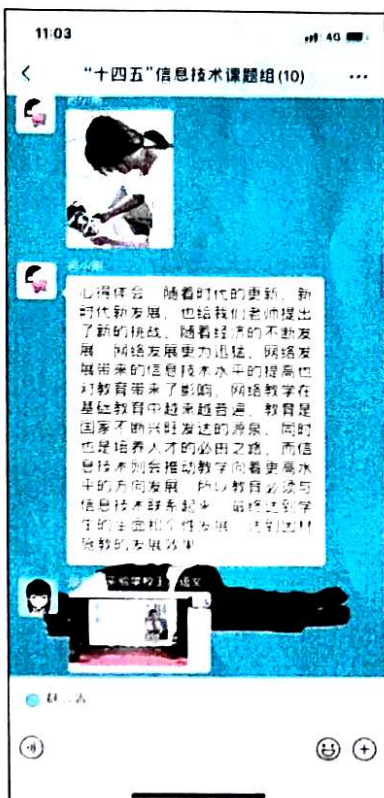 11:03
4G
“十四五”信息技术课题组(10)
心得体会 随着时代的更新，新
时代新发展，也给我们老师提出
了新的挑战。随着经济的不断发
展 网络发展更为迅猛，网络发
展带来的信息技术水平的提高也
对教育带来了影响，网络教学在
基础教育中越来越普遍，教育是
国家不断兴旺发达的源泉，同时
也是培养人才的必由之路，而信
息技术则会推动教学向着更高水
平的方向发展 所以教育必须与
信息技术联系起来 最终达到学
生的全面和个性发展 达到因材
施教的发展效果
实验学校 语文